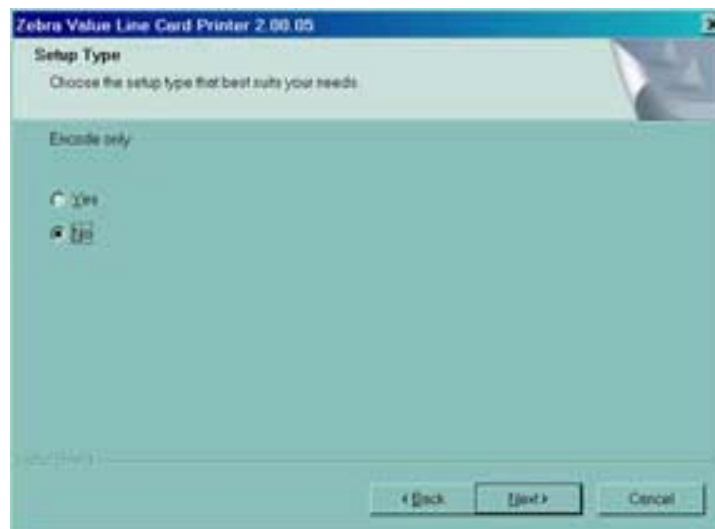 Zebra Value Line Card Printer 2.00.05
Setup Type
Choose the setup type that best suits your needs.
Encode only
Yes
No
< Back
Next >
Cancel